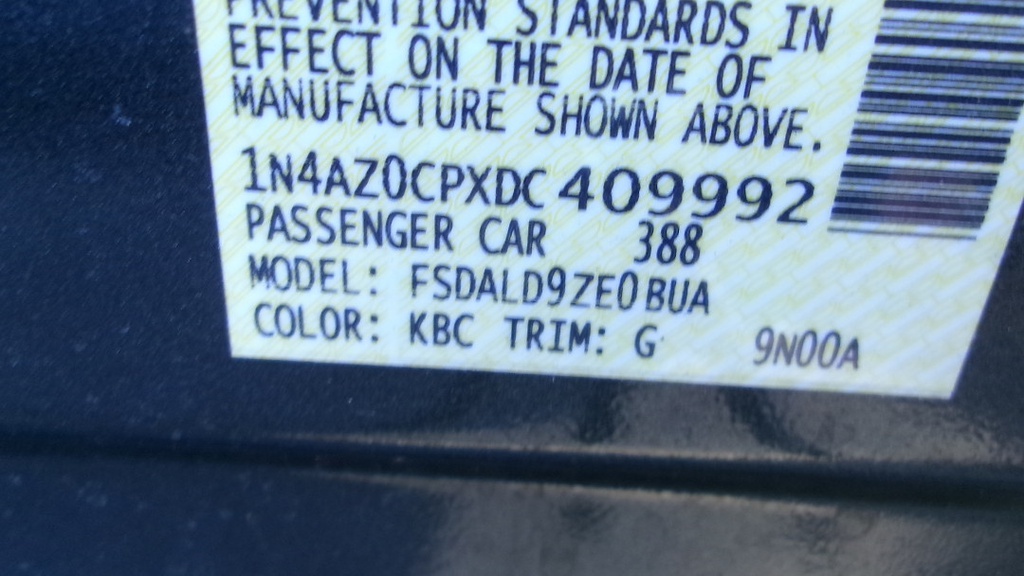 PREVENTION STANDARDS IN
EFFECT ON THE DATE OF
MANUFACTURE SHOWN ABOVE.
1N4AZ0CPXDC409992
PASSENGER CAR 388
MODEL: FSDALD9ZE0BUA
COLOR: KBC TRIM: G 9N00A